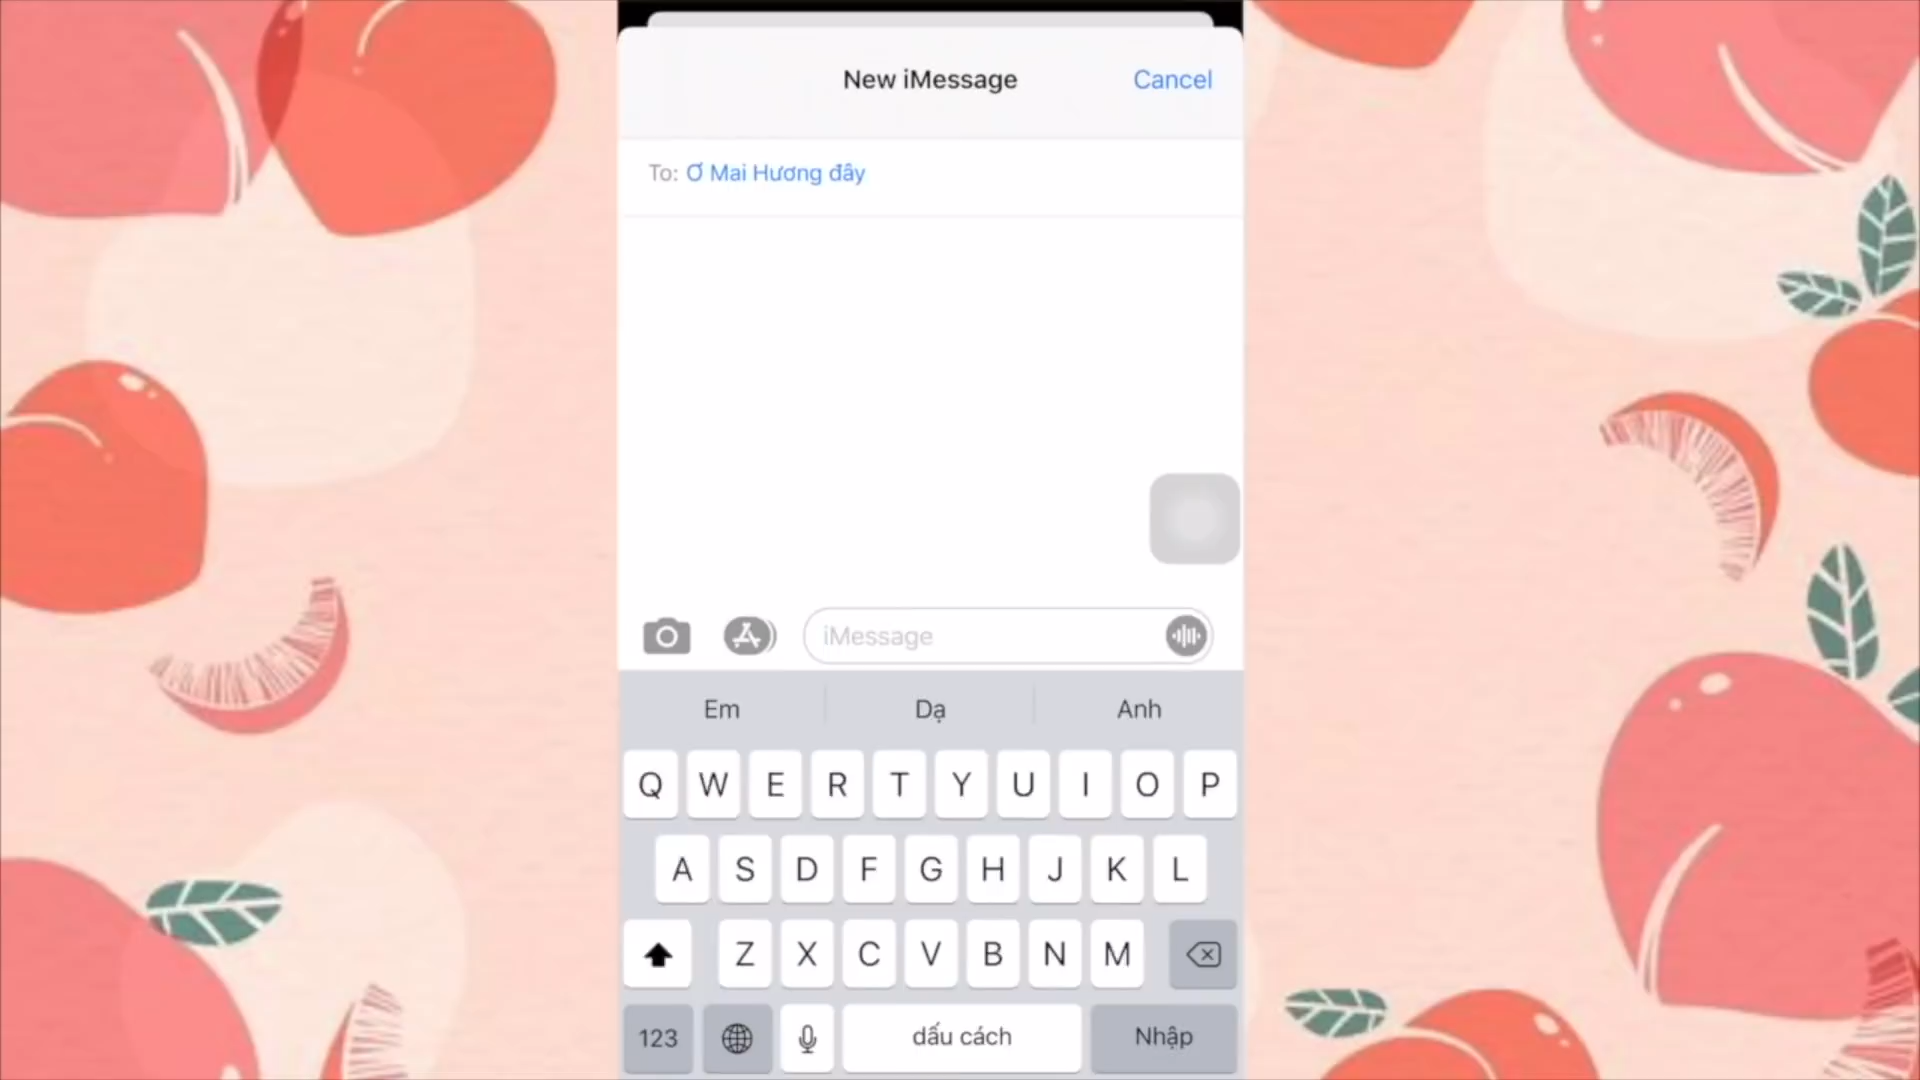 New iMessage
Cancel
To: Ơ Mai Hương đây
iMessage
Em
Dạ
Anh
Q W E R T Y U I O P
A S D F G H J K L
Z X C V B N M
123
dấu cách
Nhập